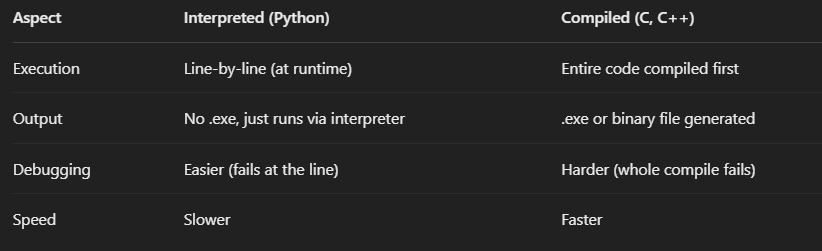 Aspect Interpreted (Python) Compiled (C, C++)
Execution Line-by-line (at runtime) Entire code compiled first
Output No .exe, just runs via interpreter .exe or binary file generated
Debugging Easier (fails at the line) Harder (whole compile fails)
Speed Slower Faster